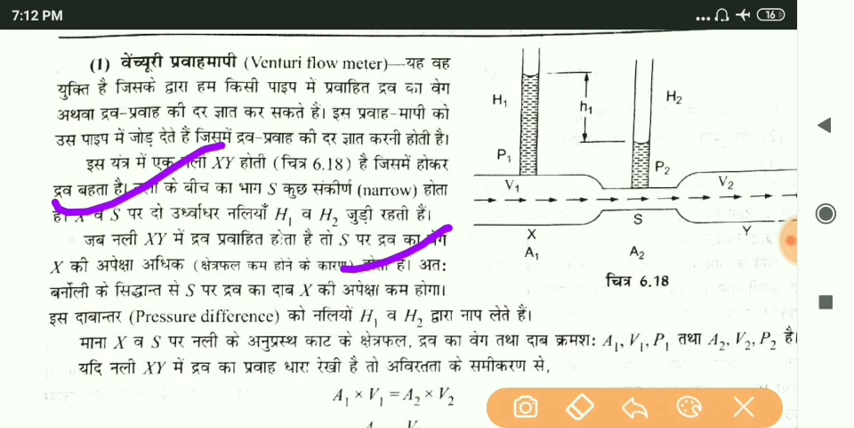 7:12 PM
16
(1) वेंच्यूरी प्रवाहमापी (Venturi flow meter)—यह वह
युक्ति है जिसके द्वारा हम किसी पाइप में प्रवाहित द्रव का वेग
अथवा द्रव-प्रवाह की दर ज्ञात कर सकते हैं। इस प्रवाह-मापी को
उस पाइप में जोड़ देते हैं जिसमें द्रव-प्रवाह की दर ज्ञात करनी होती है।
इस यंत्र में एक नली XY होती (चित्र 6.18) है जिसमें होकर
द्रव बहता है। नली के बीच का भाग S कुछ संकीर्ण (narrow) होता
है। X व S पर दो उर्ध्वाधर नलियाँ H₁ व H₂ जुड़ी रहती हैं।
जब नली XY में द्रव प्रवाहित होता है तो S पर द्रव का वेग
X की अपेक्षा अधिक (क्षेत्रफल कम होने के कारण) होता है। अत:
बर्नोली के सिद्धान्त से S पर द्रव का दाब X की अपेक्षा कम होगा।
इस दाबान्तर (Pressure difference) को नलियों H₁ व H₂ द्वारा नाप लेते हैं।
माना X व S पर नली के अनुप्रस्थ काट के क्षेत्रफल, द्रव का वेग तथा दाब क्रमश: A₁, V₁, P₁ तथा A₂, V₂, P₂ है।
यदि नली XY में द्रव का प्रवाह धारा रेखी है तो अविरतता के समीकरण से,
A₁ × V₁ = A₂ × V₂
H₁
h₁
H₂
P₁
P₂
V₁
V₂
X
S
Y
A₁
A₂
चित्र 6.18